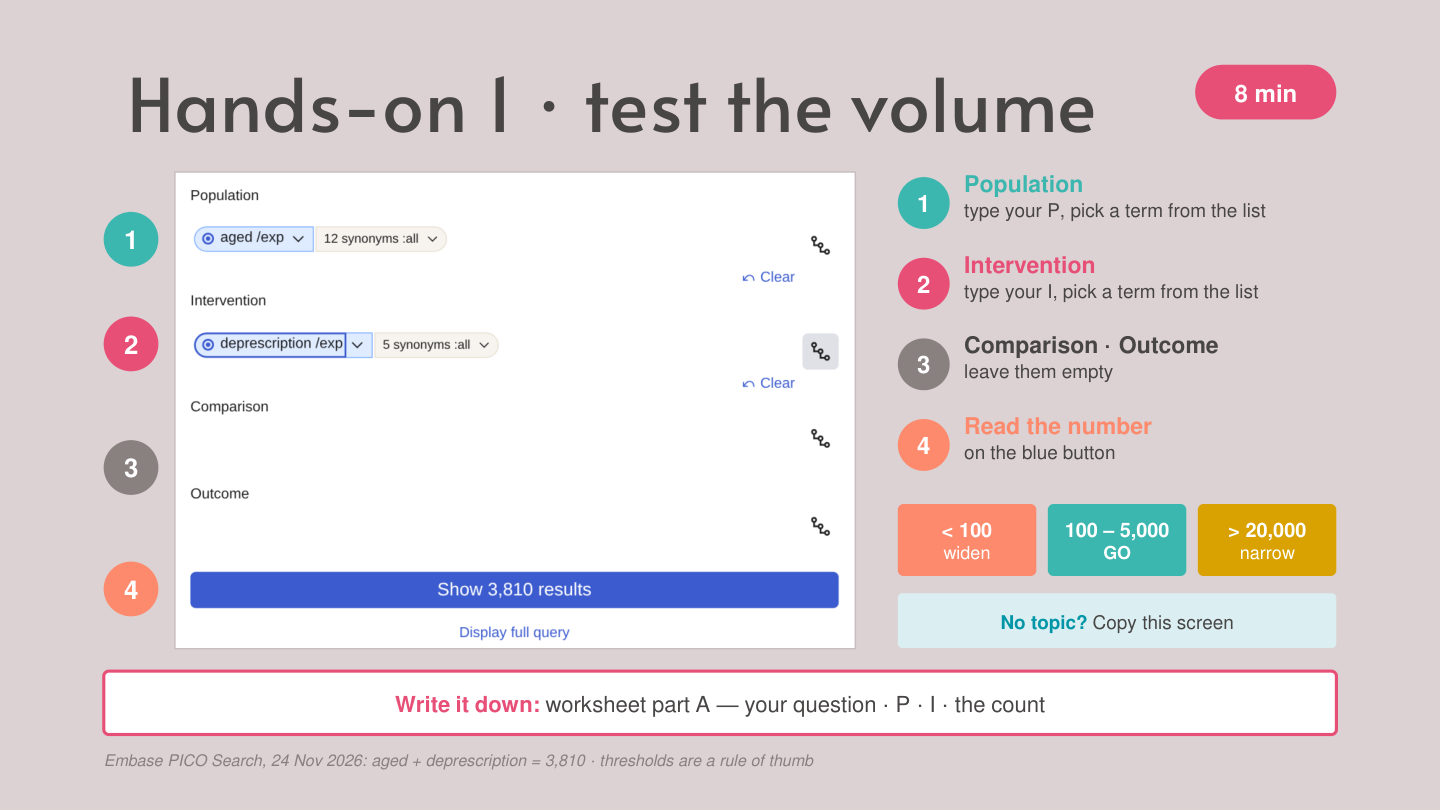 Hands-on I · test the volume
8 min
1
Population
aged /exp
12 synonyms :all
Clear
2
Intervention
deprescription /exp
5 synonyms :all
Clear
3
Comparison
Outcome
4
Show 3,810 results
Display full query
1
Population
type your P, pick a term from the list
2
Intervention
type your I, pick a term from the list
3
Comparison · Outcome
leave them empty
4
Read the number
on the blue button
< 100
widen
100 – 5,000
GO
> 20,000
narrow
No topic? Copy this screen
Write it down: worksheet part A — your question · P · I · the count
Embase PICO Search, 24 Nov 2026: aged + deprescription = 3,810 · thresholds are a rule of thumb